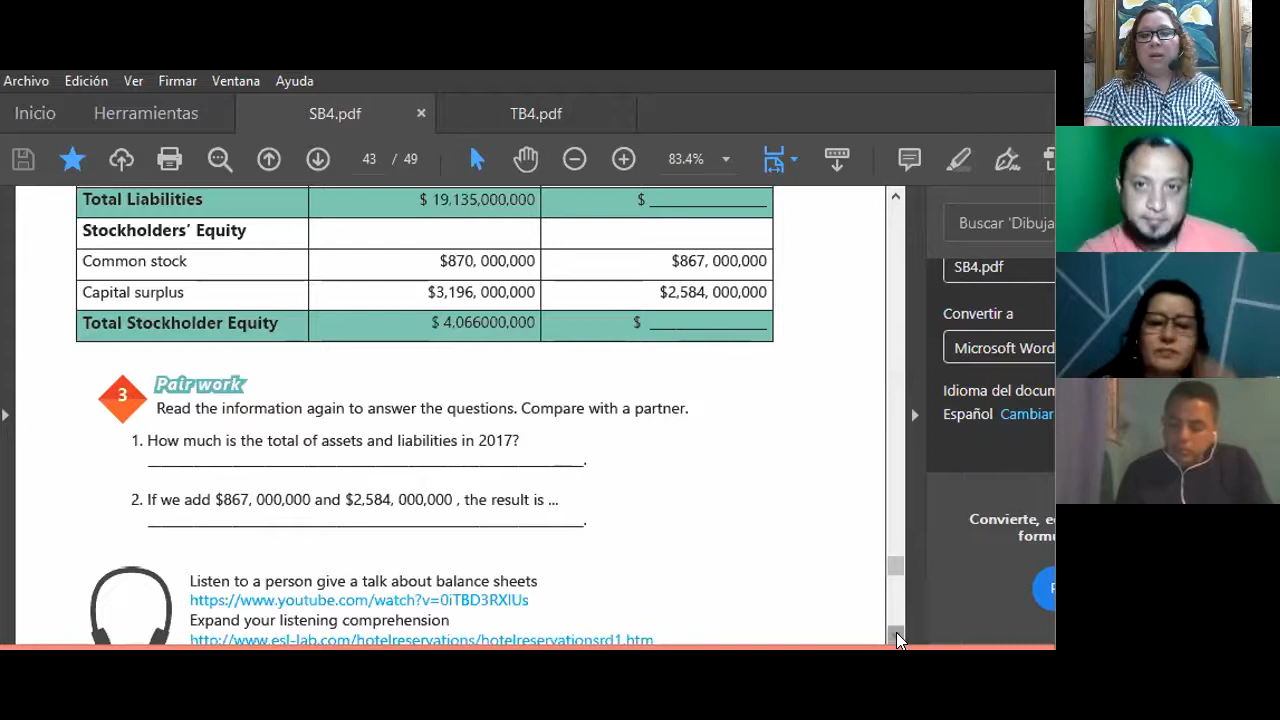 Archivo Edición Ver Firmar Ventana Ayuda
Inicio Herramientas SB4.pdf × TB4.pdf
43 / 49 83.4%
Total Liabilities $ 19,135,000,000 $ ______________
Stockholders’ Equity
Common stock $870, 000,000 $867, 000,000
Capital surplus $3,196, 000,000 $2,584, 000,000
Total Stockholder Equity $ 4.066000,000 $ ______________
3 Pair work
Read the information again to answer the questions. Compare with a partner.
1. How much is the total of assets and liabilities in 2017?
______________________________________________________.
2. If we add $867, 000,000 and $2,584, 000,000 , the result is ...
______________________________________________________.
Listen to a person give a talk about balance sheets
https://www.youtube.com/watch?v=0iTBD3RXlUs
Expand your listening comprehension
http://www.esl-lab.com/hotelreservations/hotelreservationsrd1.htm
Buscar 'Dibuja
SB4.pdf
Convertir a
Microsoft Word
Idioma del docum
Español Cambiar
Convierte, e
form